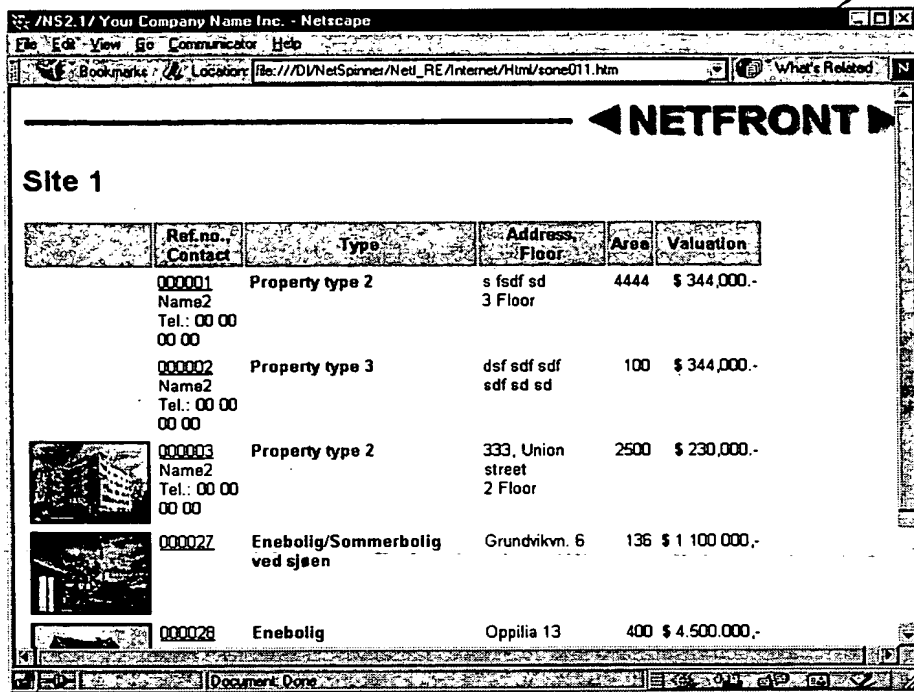 /NS2.1/ Your Company Name Inc. - Netscape
File Edit View Go Communicator Help
Bookmarks Location: file:///D|/NetSpinner/NetI_RE/Internet/Html/sone011.htm What's Related N
NETFRONT
Site 1
Ref.no., Contact Type Address, Floor Area Valuation
000001 Property type 2 s fsdf sd 4444 $ 344,000.-
Name2 3 Floor
Tel.: 00 00
00 00
000002 Property type 3 dsf sdf sdf 100 $ 344,000.-
Name2 sdf sd sd
Tel.: 00 00
00 00
000003 Property type 2 333, Union 2500 $ 230,000.-
Name2 street
Tel.: 00 00 2 Floor
00 00
000027 Enebolig/Sommerbolig Grundvikvn. 6 136 $ 1 100 000,-
ved sjøen
000028 Enebolig Oppilia 13 400 $ 4.500.000,-
Document: Done